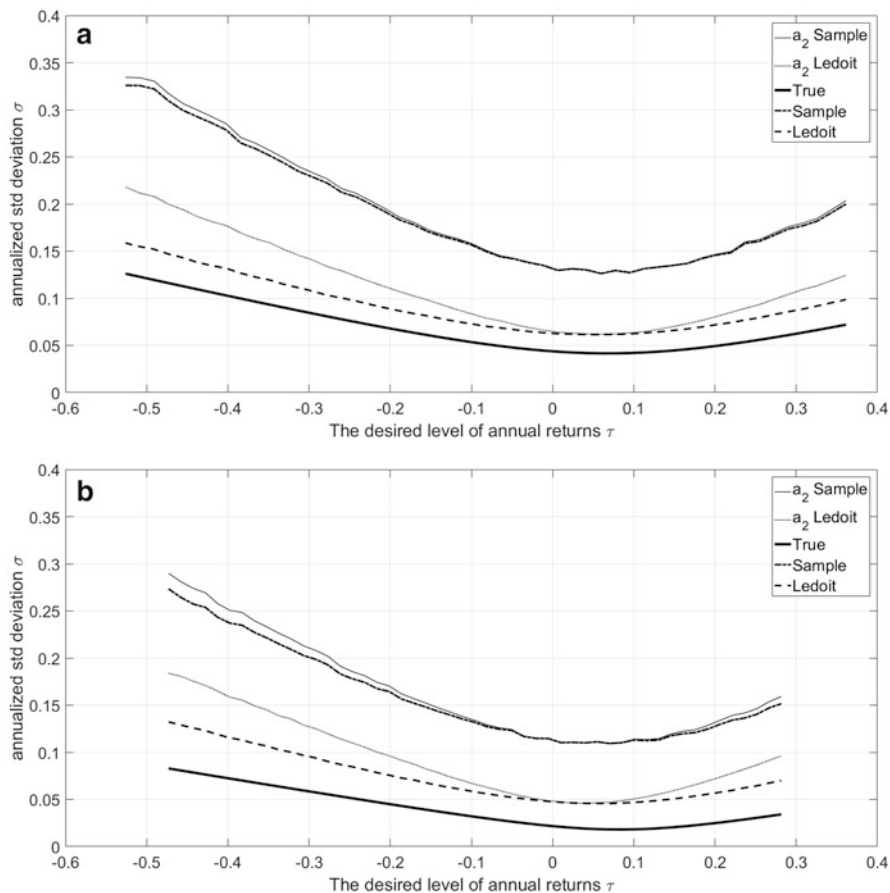 a
0.4
0.35
0.3
0.25
0.2
0.15
0.1
0.05
0
annualized std deviation σ
a₂ Sample
a₂ Ledoit
True
Sample
Ledoit
-0.6 -0.5 -0.4 -0.3 -0.2 -0.1 0 0.1 0.2 0.3 0.4
The desired level of annual returns τ
b
0.4
0.35
0.3
0.25
0.2
0.15
0.1
0.05
0
annualized std deviation σ
a₂ Sample
a₂ Ledoit
True
Sample
Ledoit
-0.6 -0.5 -0.4 -0.3 -0.2 -0.1 0 0.1 0.2 0.3 0.4
The desired level of annual returns τ